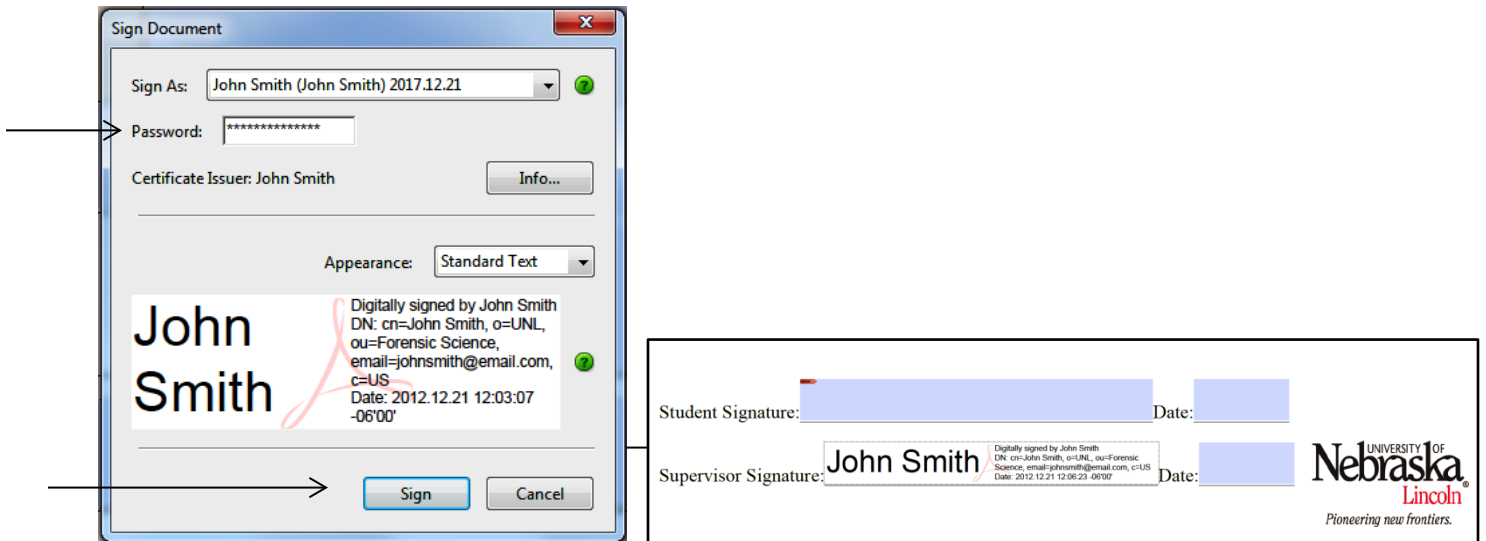 Sign Document
Sign As: John Smith (John Smith) 2017.12.21
Password: **************
Certificate Issuer: John Smith Info...
Appearance: Standard Text
John
Smith
Digitally signed by John Smith
DN: cn=John Smith, o=UNL,
ou=Forensic Science,
email=johnsmith@email.com,
c=US
Date: 2012.12.21 12:03:07
-06'00'
Sign Cancel
Student Signature: Date:
Supervisor Signature: John Smith
Digitally signed by John Smith
DN: cn=John Smith, o=UNL, ou=Forensic
Science, email=johnsmith@email.com, c=US
Date: 2012.12.21 12:06:23 -06'00'
Date:
UNIVERSITY OF
Nebraska
Lincoln
Pioneering new frontiers.